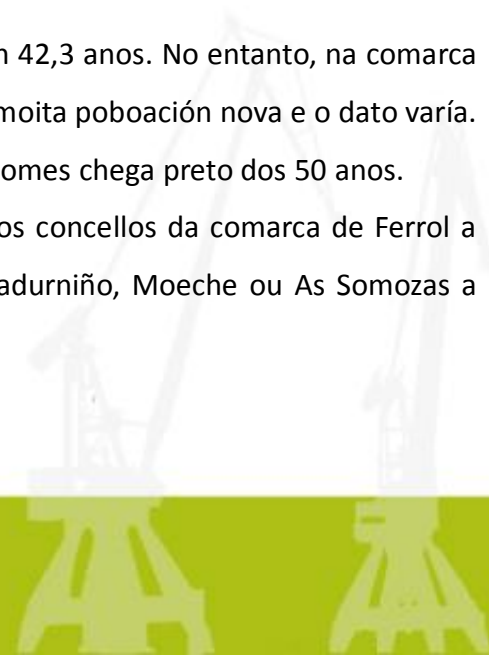 42,3 anos. No entanto, na comarca
moita poboación nova e o dato varía.
omes chega preto dos 50 anos.
os concellos da comarca de Ferrol a
adurniño, Moeche ou As Somozas a